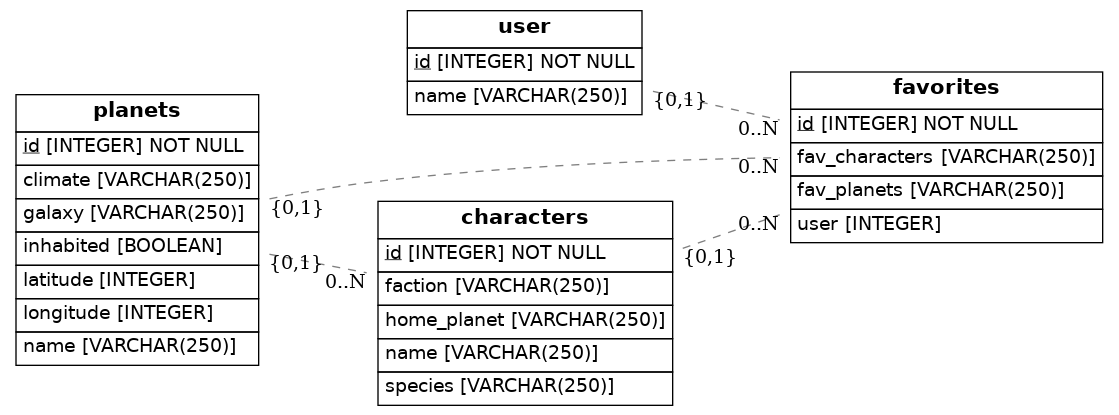 user
id [INTEGER] NOT NULL
name [VARCHAR(250)]
{0,1}
0..N
favorites
id [INTEGER] NOT NULL
fav_characters [VARCHAR(250)]
fav_planets [VARCHAR(250)]
user [INTEGER]
0..N
0..N
planets
id [INTEGER] NOT NULL
climate [VARCHAR(250)]
galaxy [VARCHAR(250)]
inhabited [BOOLEAN]
latitude [INTEGER]
longitude [INTEGER]
name [VARCHAR(250)]
{0,1}
{0,1}
0..N
characters
id [INTEGER] NOT NULL
faction [VARCHAR(250)]
home_planet [VARCHAR(250)]
name [VARCHAR(250)]
species [VARCHAR(250)]
{0,1}